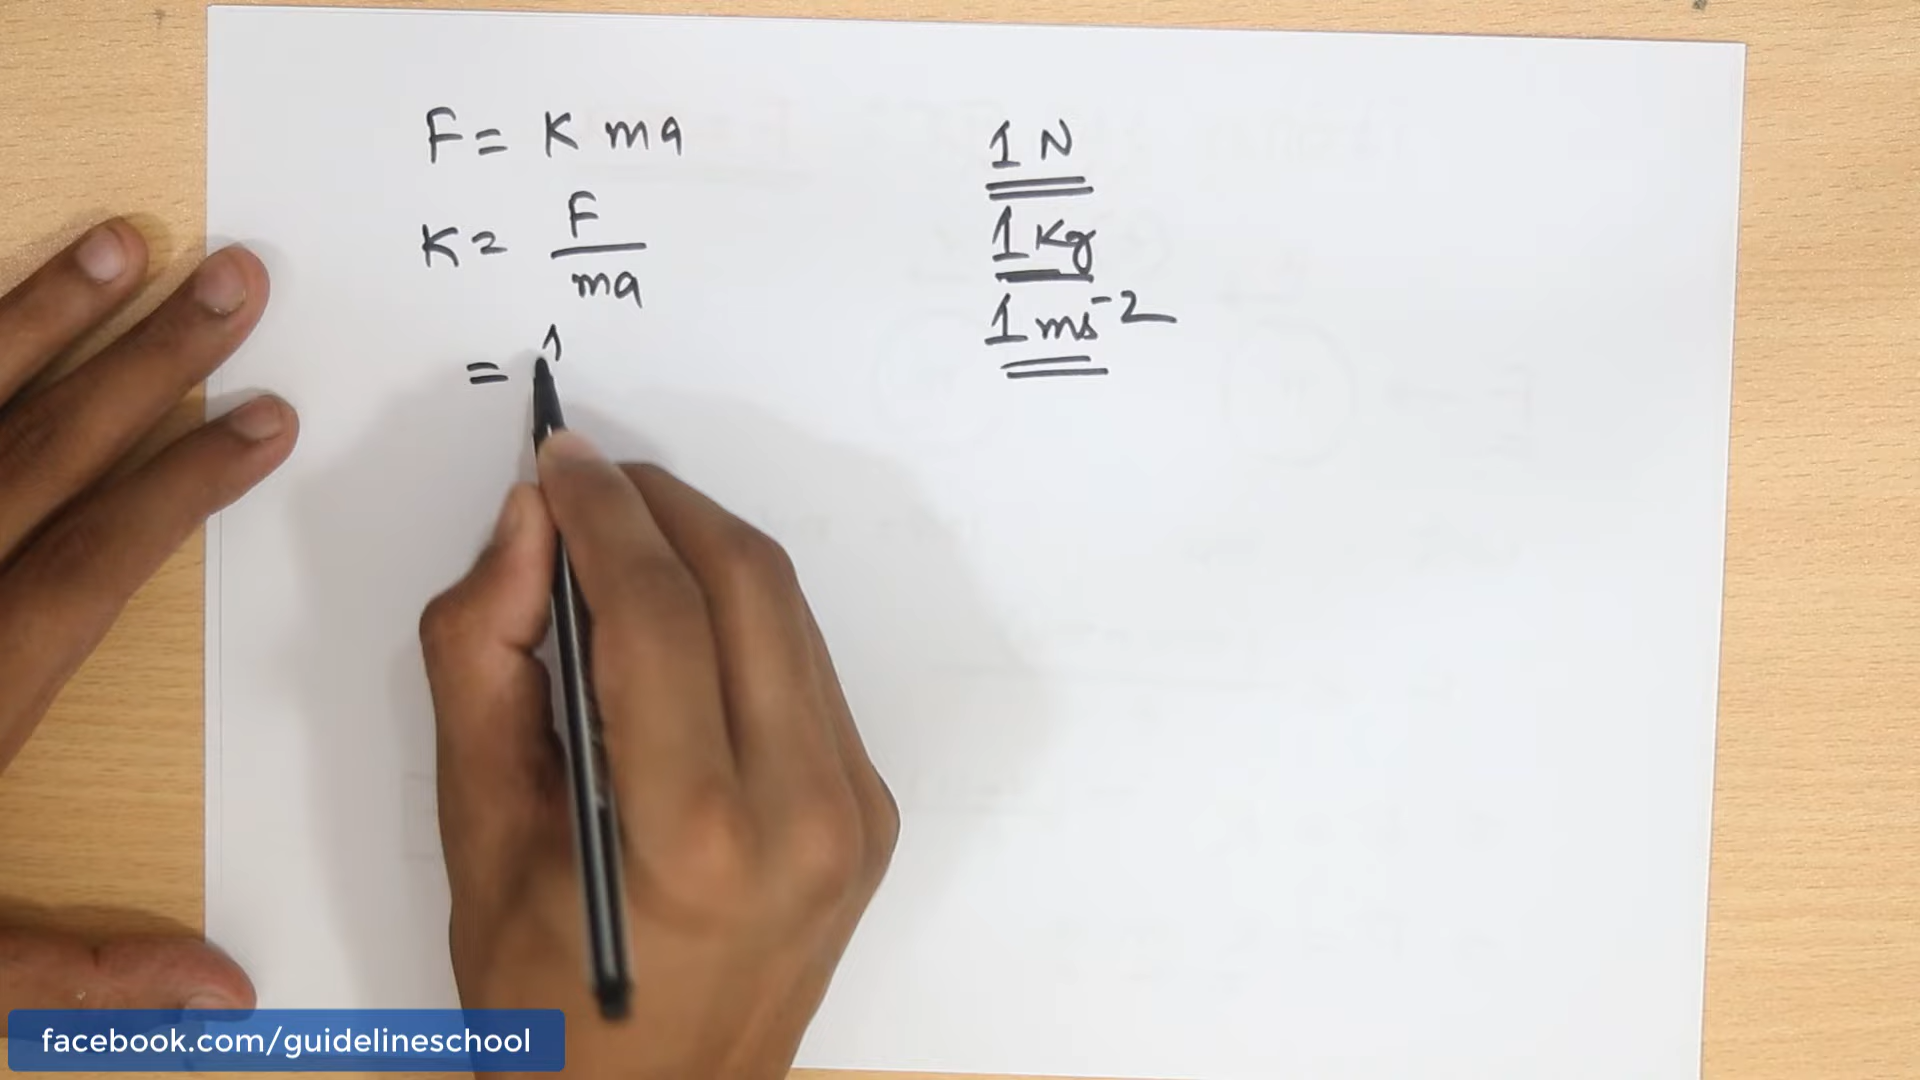 F = K ma
K = F/ma
= 1
1 N
1 Kg
1 ms⁻²
facebook.com/guidelineschool